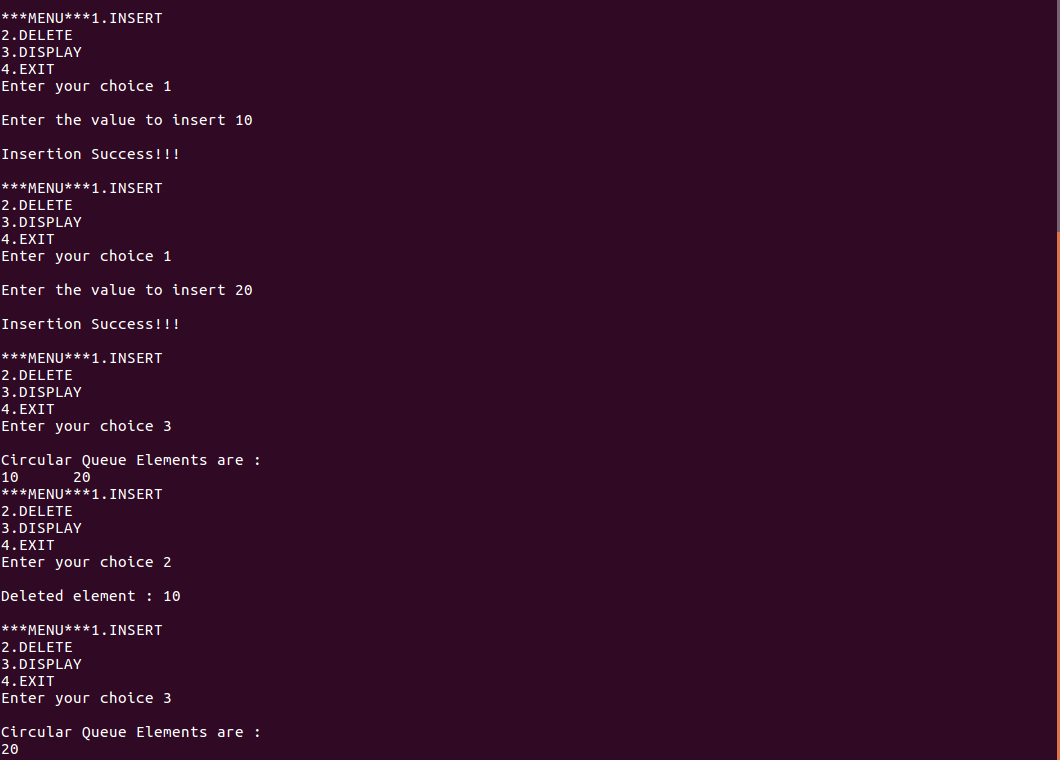 ***MENU***1.INSERT
2.DELETE
3.DISPLAY
4.EXIT
Enter your choice 1
Enter the value to insert 10
Insertion Success!!!
***MENU***1.INSERT
2.DELETE
3.DISPLAY
4.EXIT
Enter your choice 1
Enter the value to insert 20
Insertion Success!!!
***MENU***1.INSERT
2.DELETE
3.DISPLAY
4.EXIT
Enter your choice 3
Circular Queue Elements are :
10      20
***MENU***1.INSERT
2.DELETE
3.DISPLAY
4.EXIT
Enter your choice 2
Deleted element : 10
***MENU***1.INSERT
2.DELETE
3.DISPLAY
4.EXIT
Enter your choice 3
Circular Queue Elements are :
20